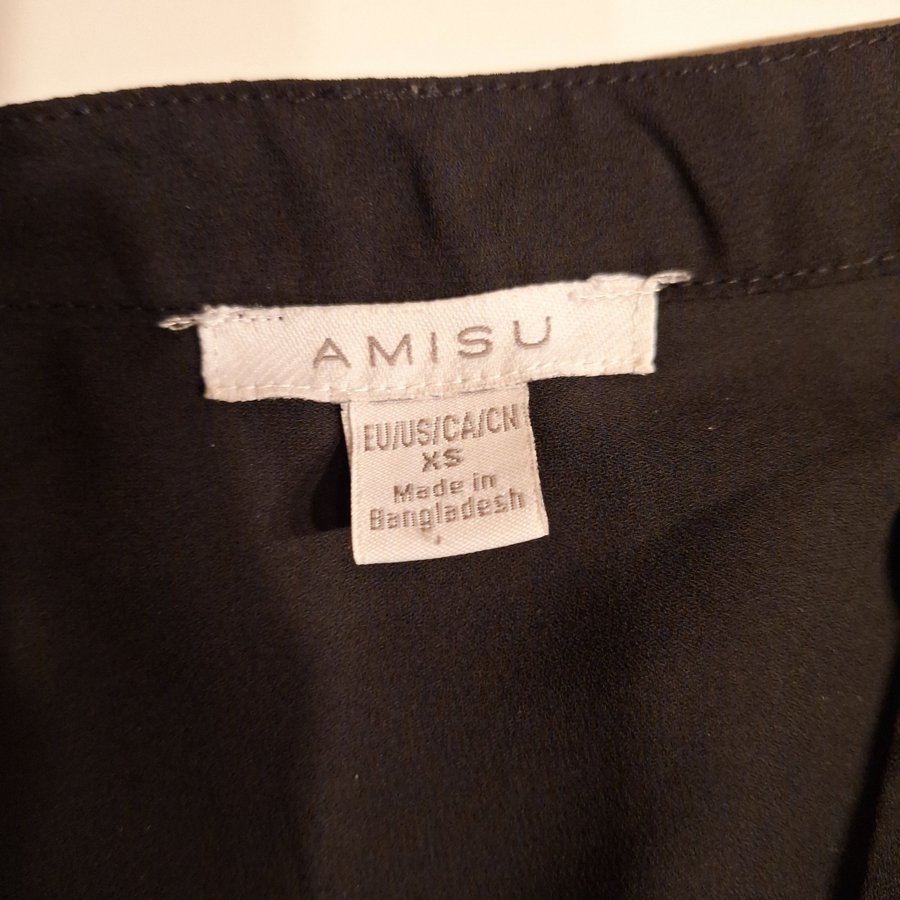 AMISU
EU/US/CA/CN
XS
Made in
Bangladesh